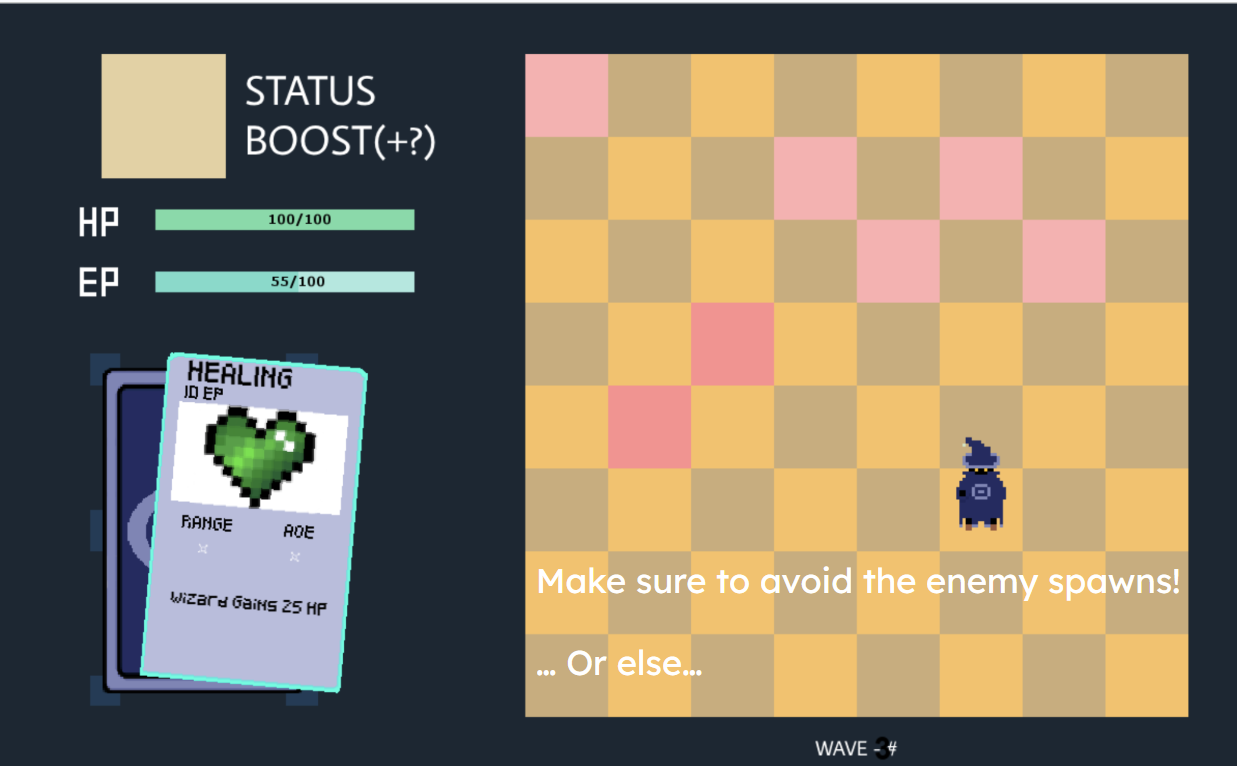 STATUS
BOOST(+?)
HP
100/100
EP
55/100
HEALING
10 EP
RANGE
AOE
Wizard Gains 25 HP
Make sure to avoid the enemy spawns!
... Or else...
WAVE -3#